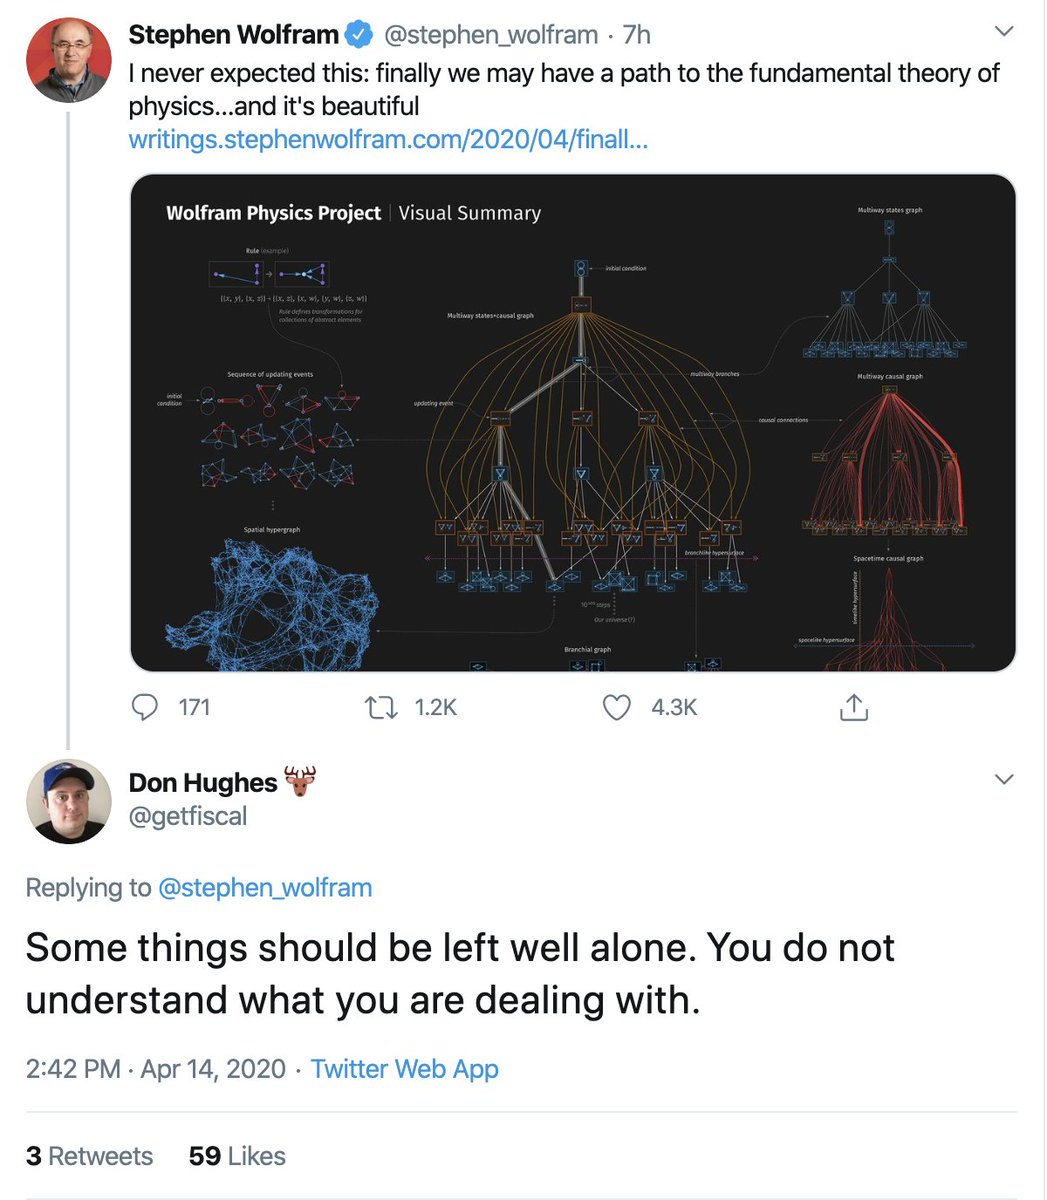 Stephen Wolfram @stephen_wolfram · 7h
I never expected this: finally we may have a path to the fundamental theory of
physics...and it's beautiful
writings.stephenwolfram.com/2020/04/finall...
Wolfram Physics Project | Visual Summary
Multiway states graph
Rule (example)
initial condition
{{x, y}, {x, z}} → {{x, z}, {x, w}, {y, w}, {z, w}}
Rule defines transformations for
collections of abstract elements
Multiway states+causal graph
Sequence of updating events
multiway branches
Multiway causal graph
initial
condition
updating event
causal connections
Spatial hypergraph
branchlike hypersurface
Spacetime causal graph
timelike hypersurface
steps
Our universe(?)
spacelike hypersurface
Branchial graph
171
1.2K
4.3K
Don Hughes 🦌
@getfiscal
Replying to @stephen_wolfram
Some things should be left well alone. You do not
understand what you are dealing with.
2:42 PM · Apr 14, 2020 · Twitter Web App
3 Retweets 59 Likes